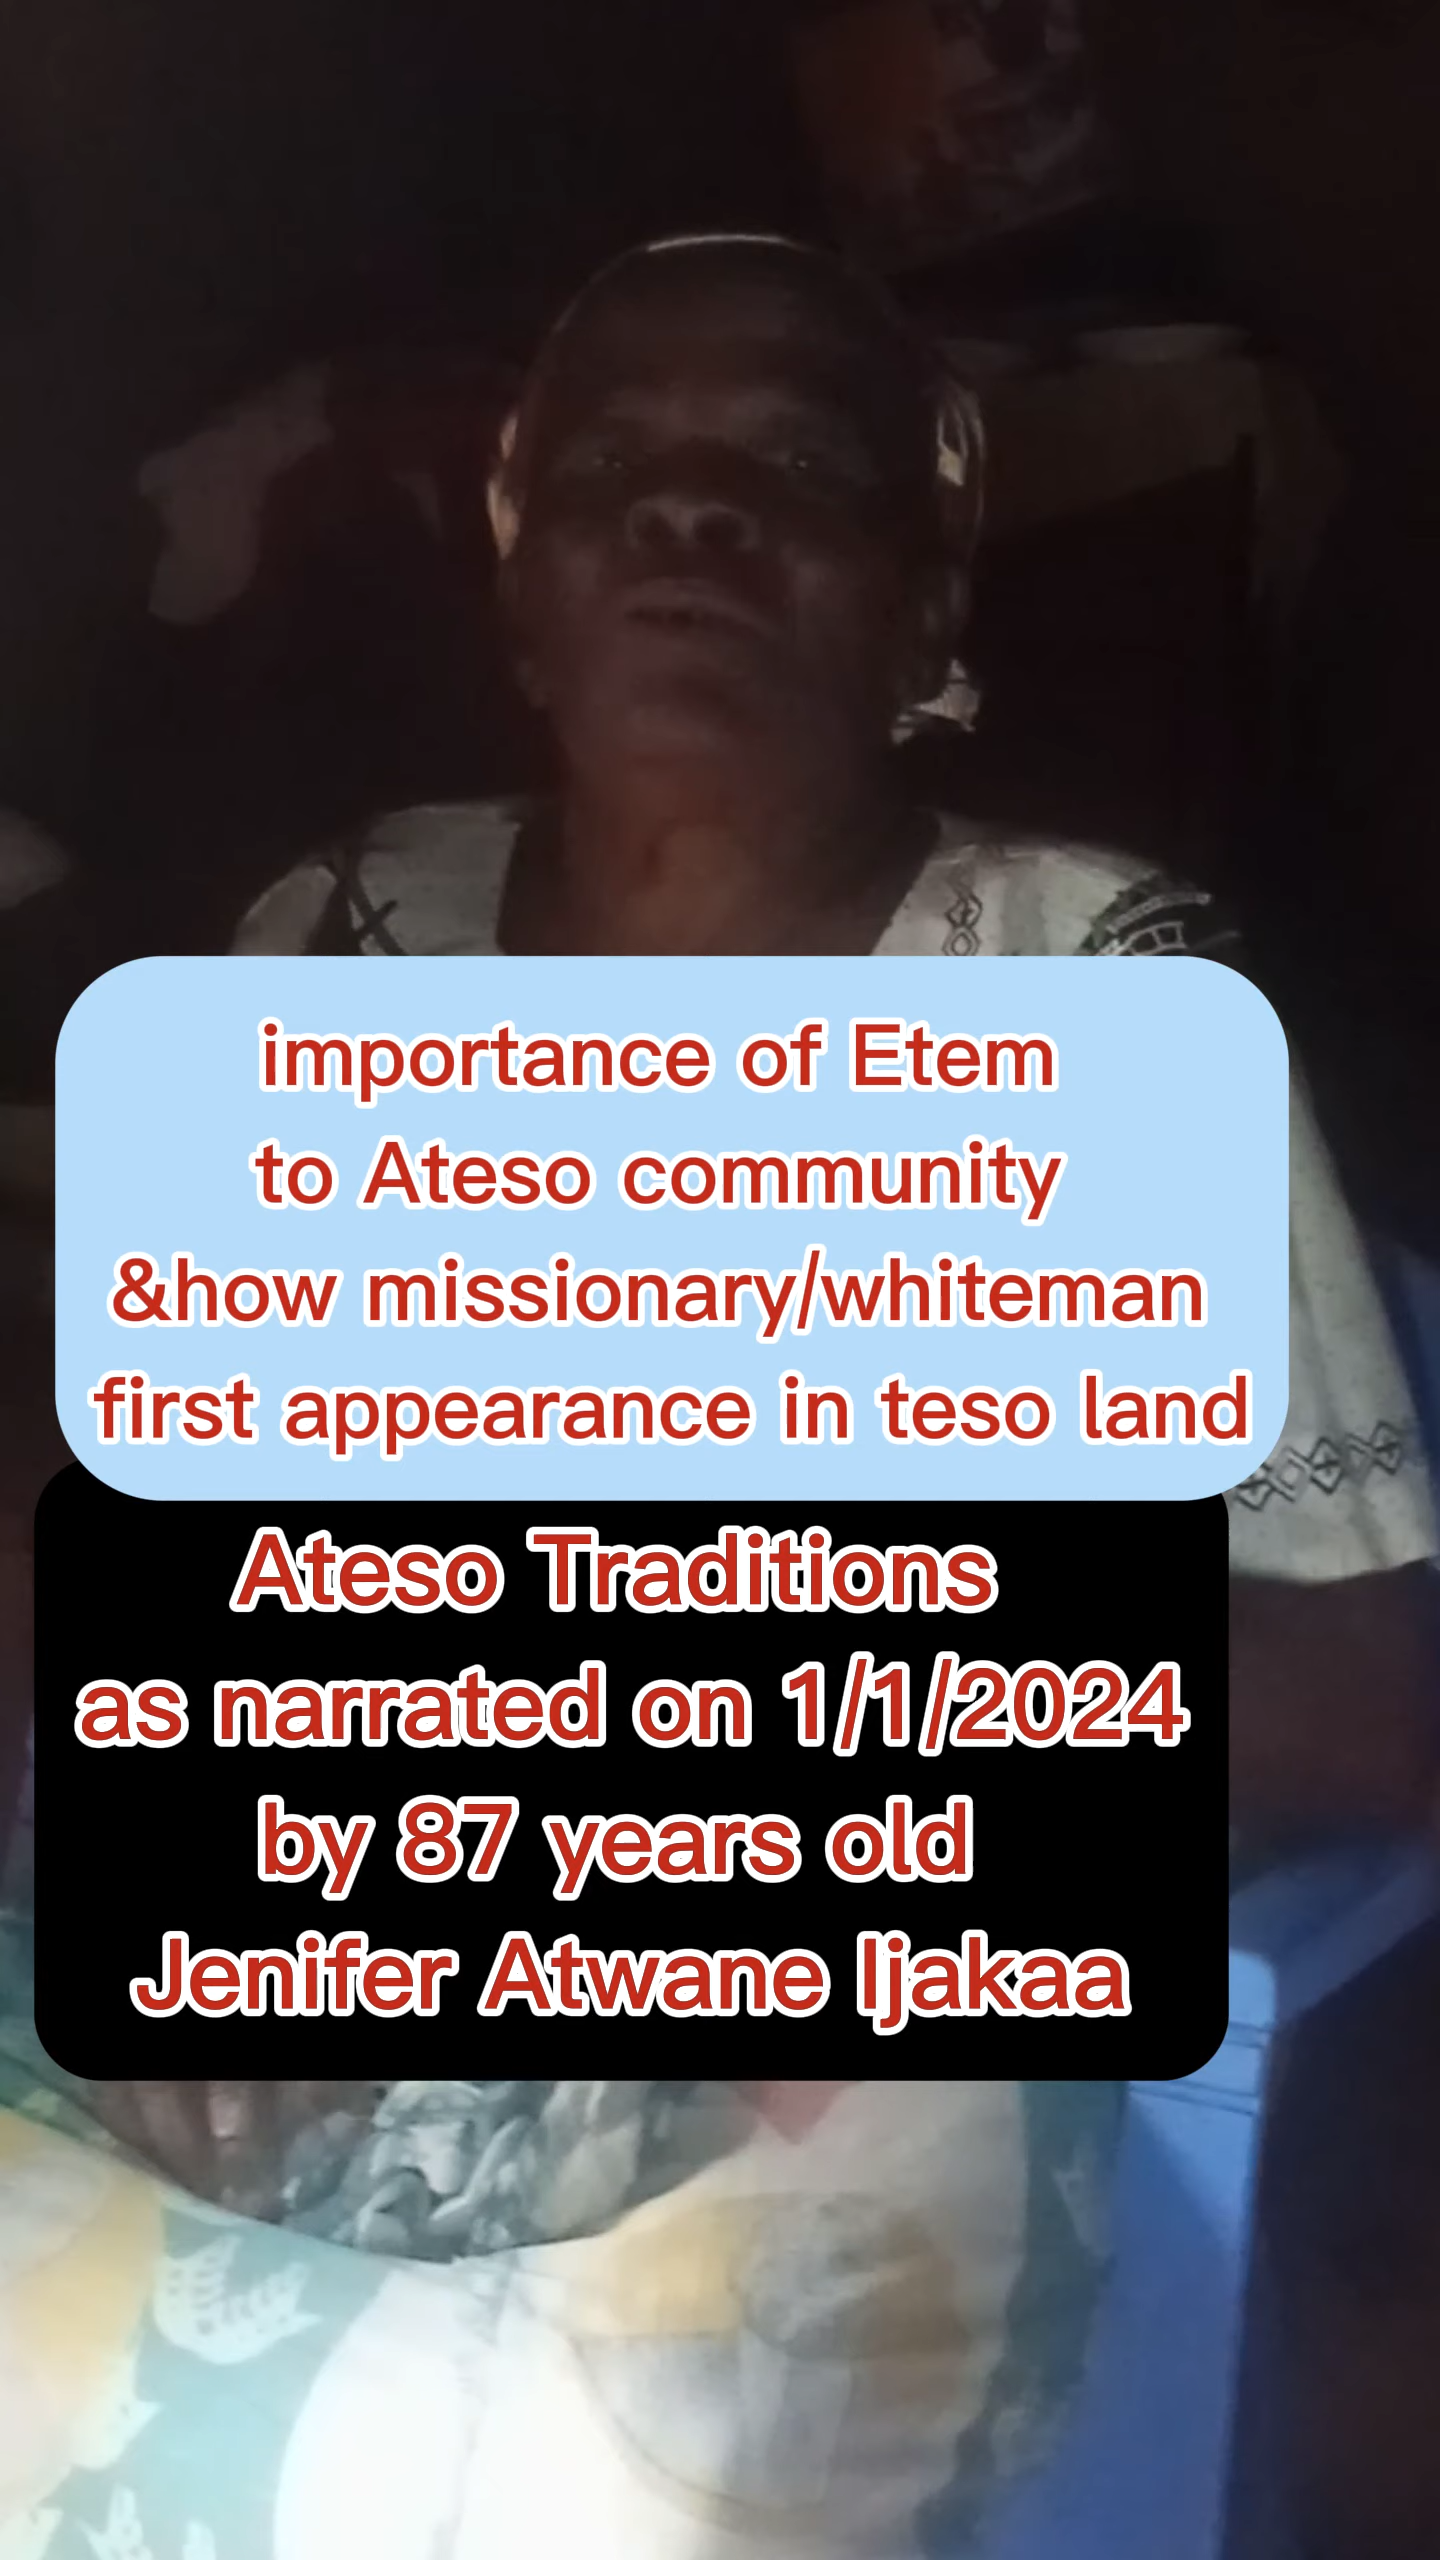 importance of Etem
to Ateso community
&how missionary/whiteman
first appearance in teso land
Ateso Traditions
as narrated on 1/1/2024
by 87 years old
Jenifer Atwane Ijakaa